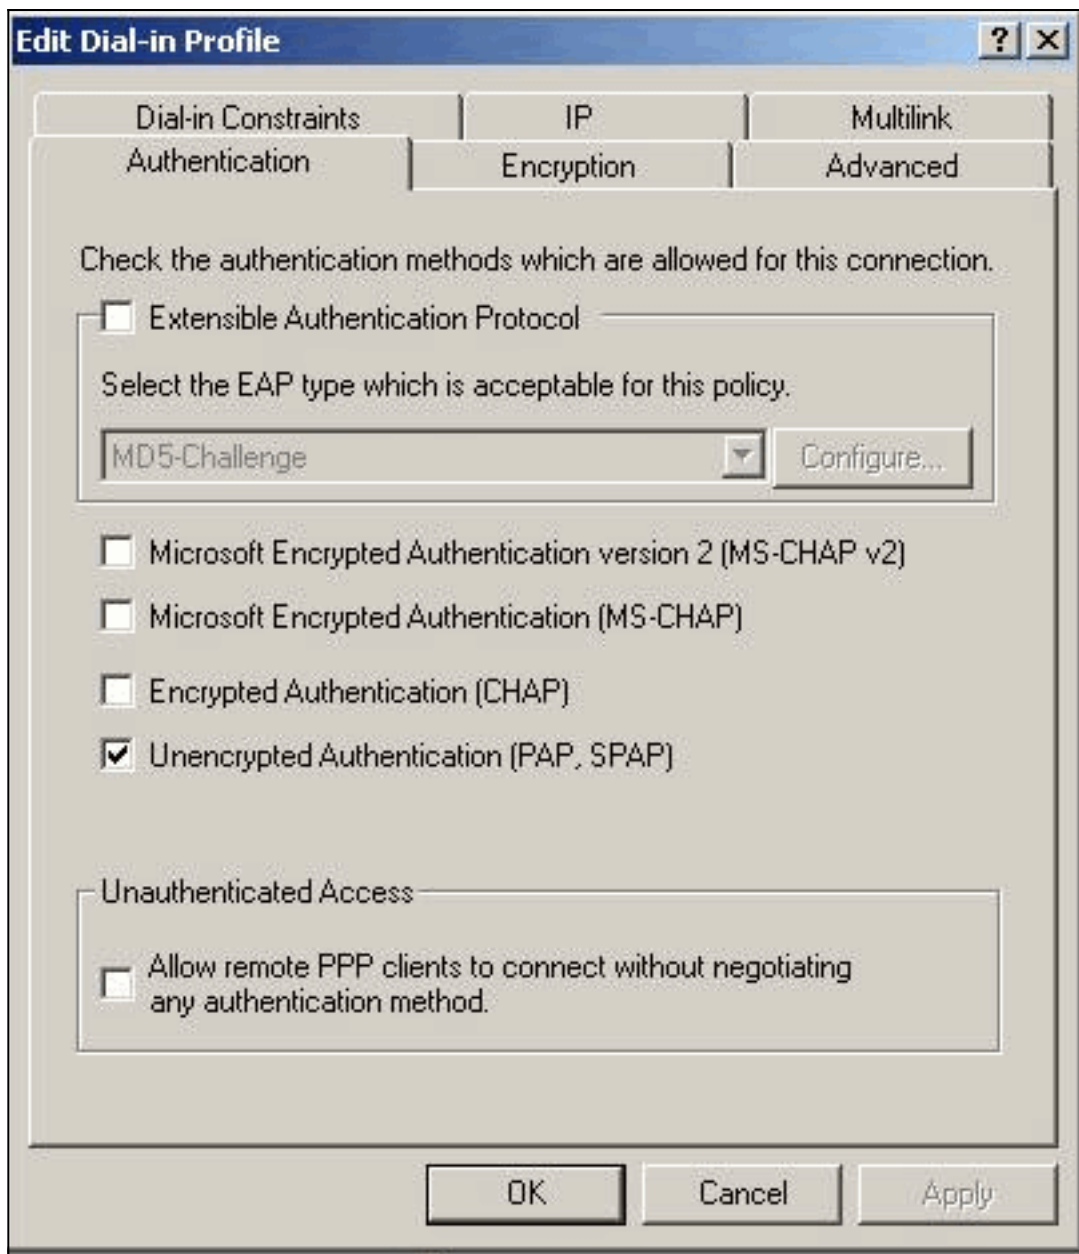 Edit Dial-in Profile
Dial-in Constraints
IP
Multilink
Authentication
Encryption
Advanced
Check the authentication methods which are allowed for this connection.
Extensible Authentication Protocol
Select the EAP type which is acceptable for this policy.
MD5-Challenge
Configure...
Microsoft Encrypted Authentication version 2 (MS-CHAP v2)
Microsoft Encrypted Authentication (MS-CHAP)
Encrypted Authentication (CHAP)
Unencrypted Authentication (PAP, SPAP)
Unauthenticated Access
Allow remote PPP clients to connect without negotiating
any authentication method.
OK
Cancel
Apply